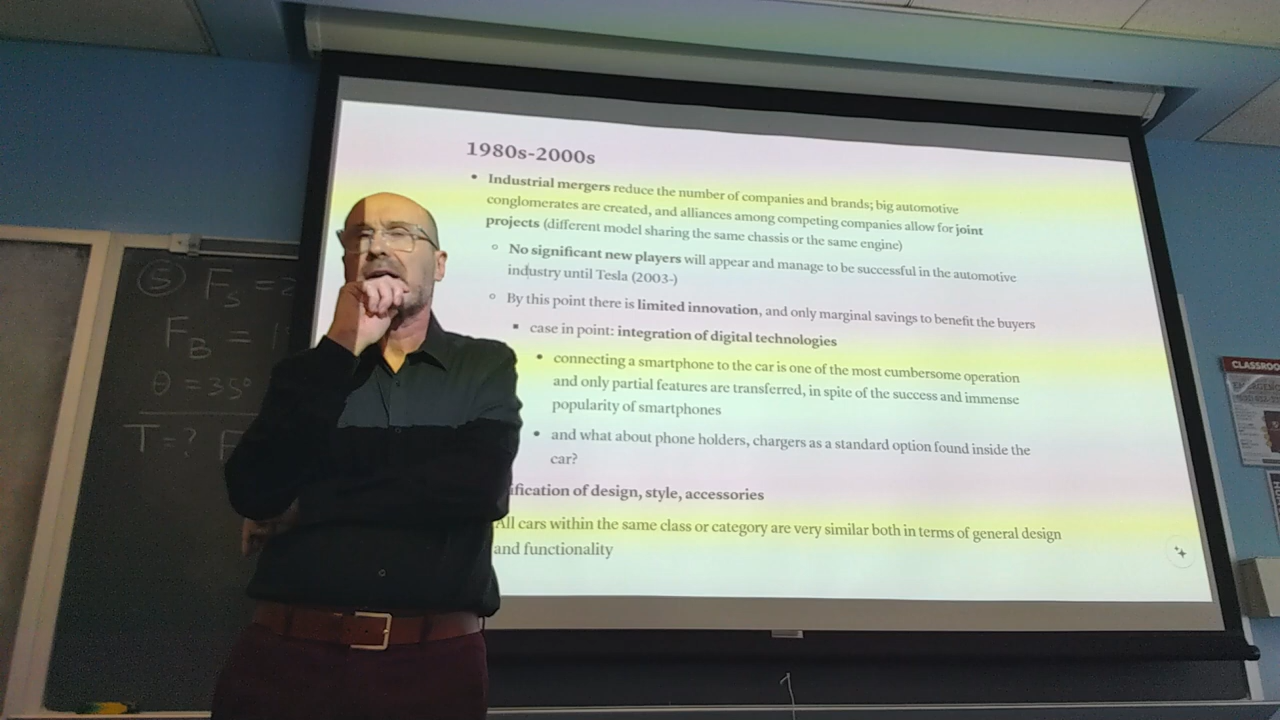 1980s-2000s
• Industrial mergers reduce the number of companies and brands; big automotive
conglomerates are created, and alliances among competing companies allow for joint
projects (different model sharing the same chassis or the same engine)
◦ No significant new players will appear and manage to be successful in the automotive
industry until Tesla (2003-)
◦ By this point there is limited innovation, and only marginal savings to benefit the buyers
▪ case in point: integration of digital technologies
• connecting a smartphone to the car is one of the most cumbersome operation
and only partial features are transferred, in spite of the success and immense
popularity of smartphones
• and what about phone holders, chargers as a standard option found inside the
car?
ification of design, style, accessories
All cars within the same class or category are very similar both in terms of general design
and functionality
⑤ F_S = 2
F_B = 1
θ = 35°
T = ? F
CLASSROO